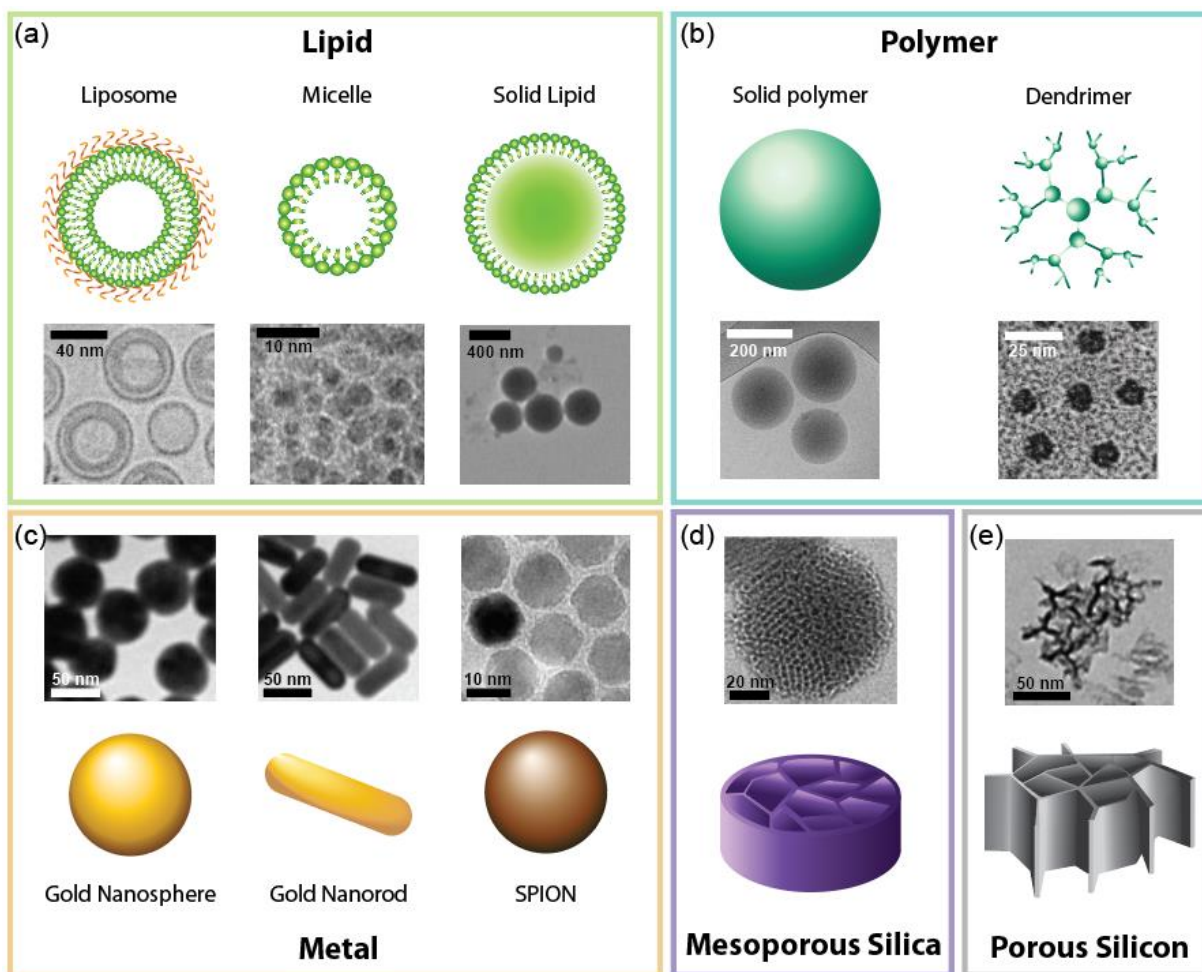 (a)
Lipid
Liposome
Micelle
Solid Lipid
40 nm
10 nm
400 nm
(b)
Polymer
Solid polymer
Dendrimer
200 nm
25 nm
(c)
50 nm
50 nm
10 nm
Gold Nanosphere
Gold Nanorod
SPION
Metal
(d)
20 nm
Mesoporous Silica
(e)
50 nm
Porous Silicon